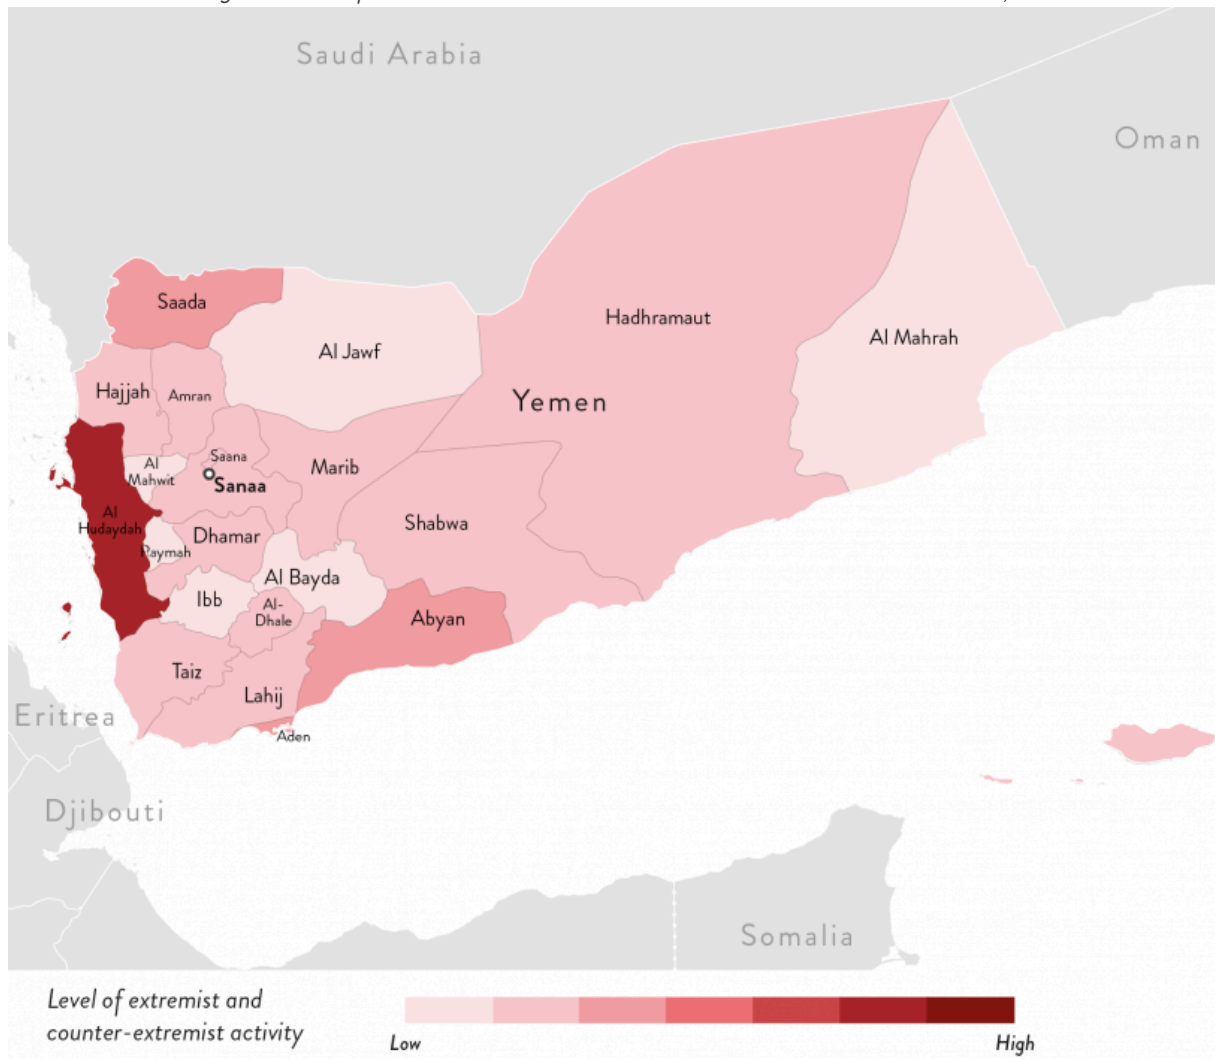 Saudi Arabia
Oman
Saada
Hadhramaut
Al Mahrah
Al Jawf
Hajjah
Amran
Yemen
Saana
Al
Mahwit
Marib
Sanaa
Al
Hudaydah
Shabwa
Dhamar
Raymah
Al Bayda
Ibb
Al-
Dhale
Abyan
Taiz
Lahij
Eritrea
Aden
Djibouti
Somalia
Level of extremist and
counter-extremist activity
Low
High